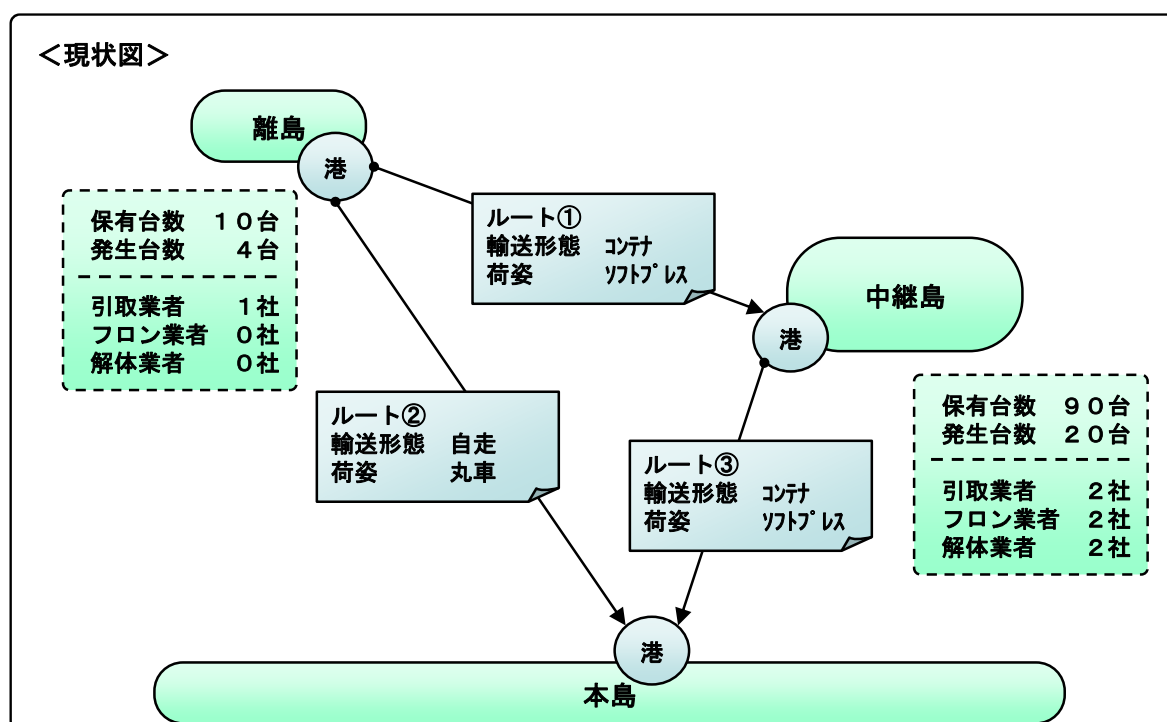 ＜現状図＞
離島
港
保有台数　１０台
発生台数　　４台
引取業者　　１社
フロン業者　０社
解体業者　　０社
ルート①
輸送形態　ｺﾝﾃﾅ
荷姿　　　ｿﾌﾄﾌﾟﾚｽ
中継島
港
ルート②
輸送形態　自走
荷姿　　　丸車
保有台数　９０台
発生台数　２０台
引取業者　　２社
フロン業者　２社
解体業者　　２社
ルート③
輸送形態　ｺﾝﾃﾅ
荷姿　　　ｿﾌﾄﾌﾟﾚｽ
港
本島